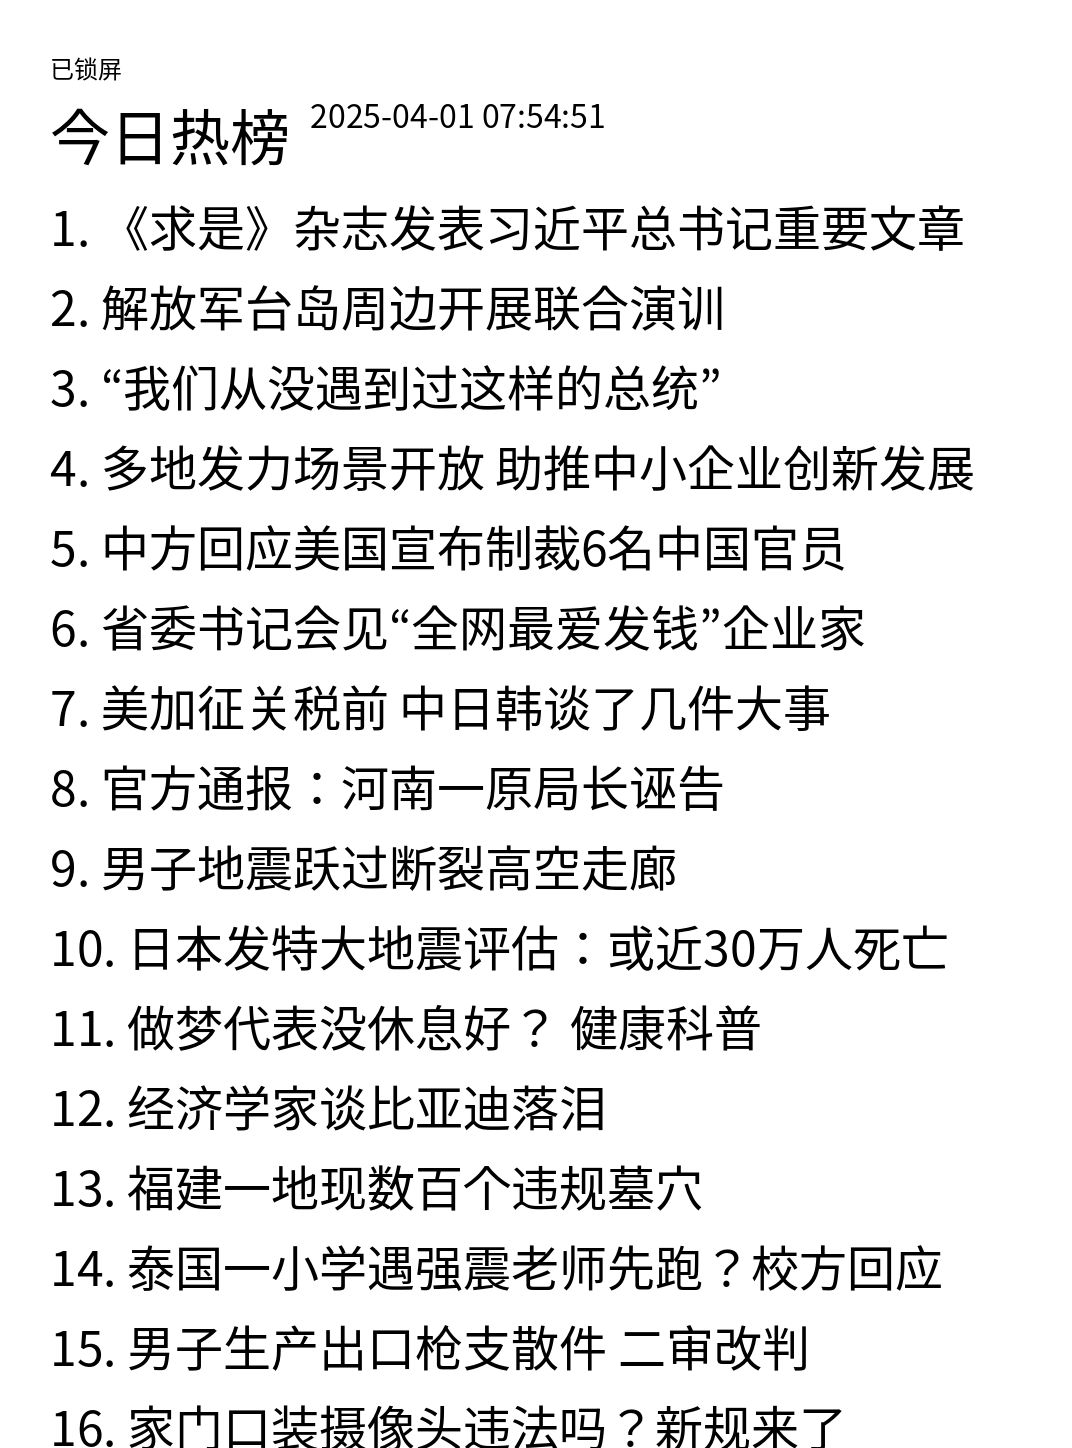 已锁屏
今日热榜 2025-04-01 07:54:51
1. 《求是》杂志发表习近平总书记重要文章
2. 解放军台岛周边开展联合演训
3. “我们从没遇到过这样的总统”
4. 多地发力场景开放 助推中小企业创新发展
5. 中方回应美国宣布制裁6名中国官员
6. 省委书记会见“全网最爱发钱”企业家
7. 美加征关税前 中日韩谈了几件大事
8. 官方通报：河南一原局长诬告
9. 男子地震跃过断裂高空走廊
10. 日本发特大地震评估：或近30万人死亡
11. 做梦代表没休息好？ 健康科普
12. 经济学家谈比亚迪落泪
13. 福建一地现数百个违规墓穴
14. 泰国一小学遇强震老师先跑？校方回应
15. 男子生产出口枪支散件 二审改判
16. 家门口装摄像头违法吗？新规来了